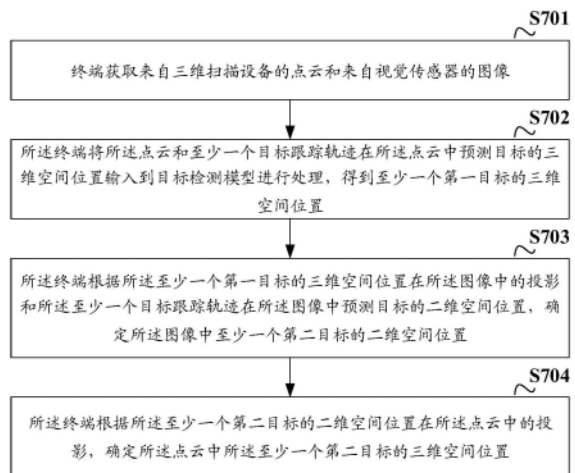 S701
终端获取来自三维扫描设备的点云和来自视觉传感器的图像
S702
所述终端将所述点云和至少一个目标跟踪轨迹在所述点云中预测目标的三
维空间位置输入到目标检测模型进行处理，得到至少一个第一目标的三维
空间位置
S703
所述终端根据所述至少一个第一目标的三维空间位置在所述图像中的投影
和所述至少一个目标跟踪轨迹在所述图像中预测目标的二维空间位置，确
定所述图像中至少一个第二目标的二维空间位置
S704
所述终端根据所述至少一个第二目标的二维空间位置在所述点云中的投
影，确定所述点云中所述至少一个第二目标的三维空间位置